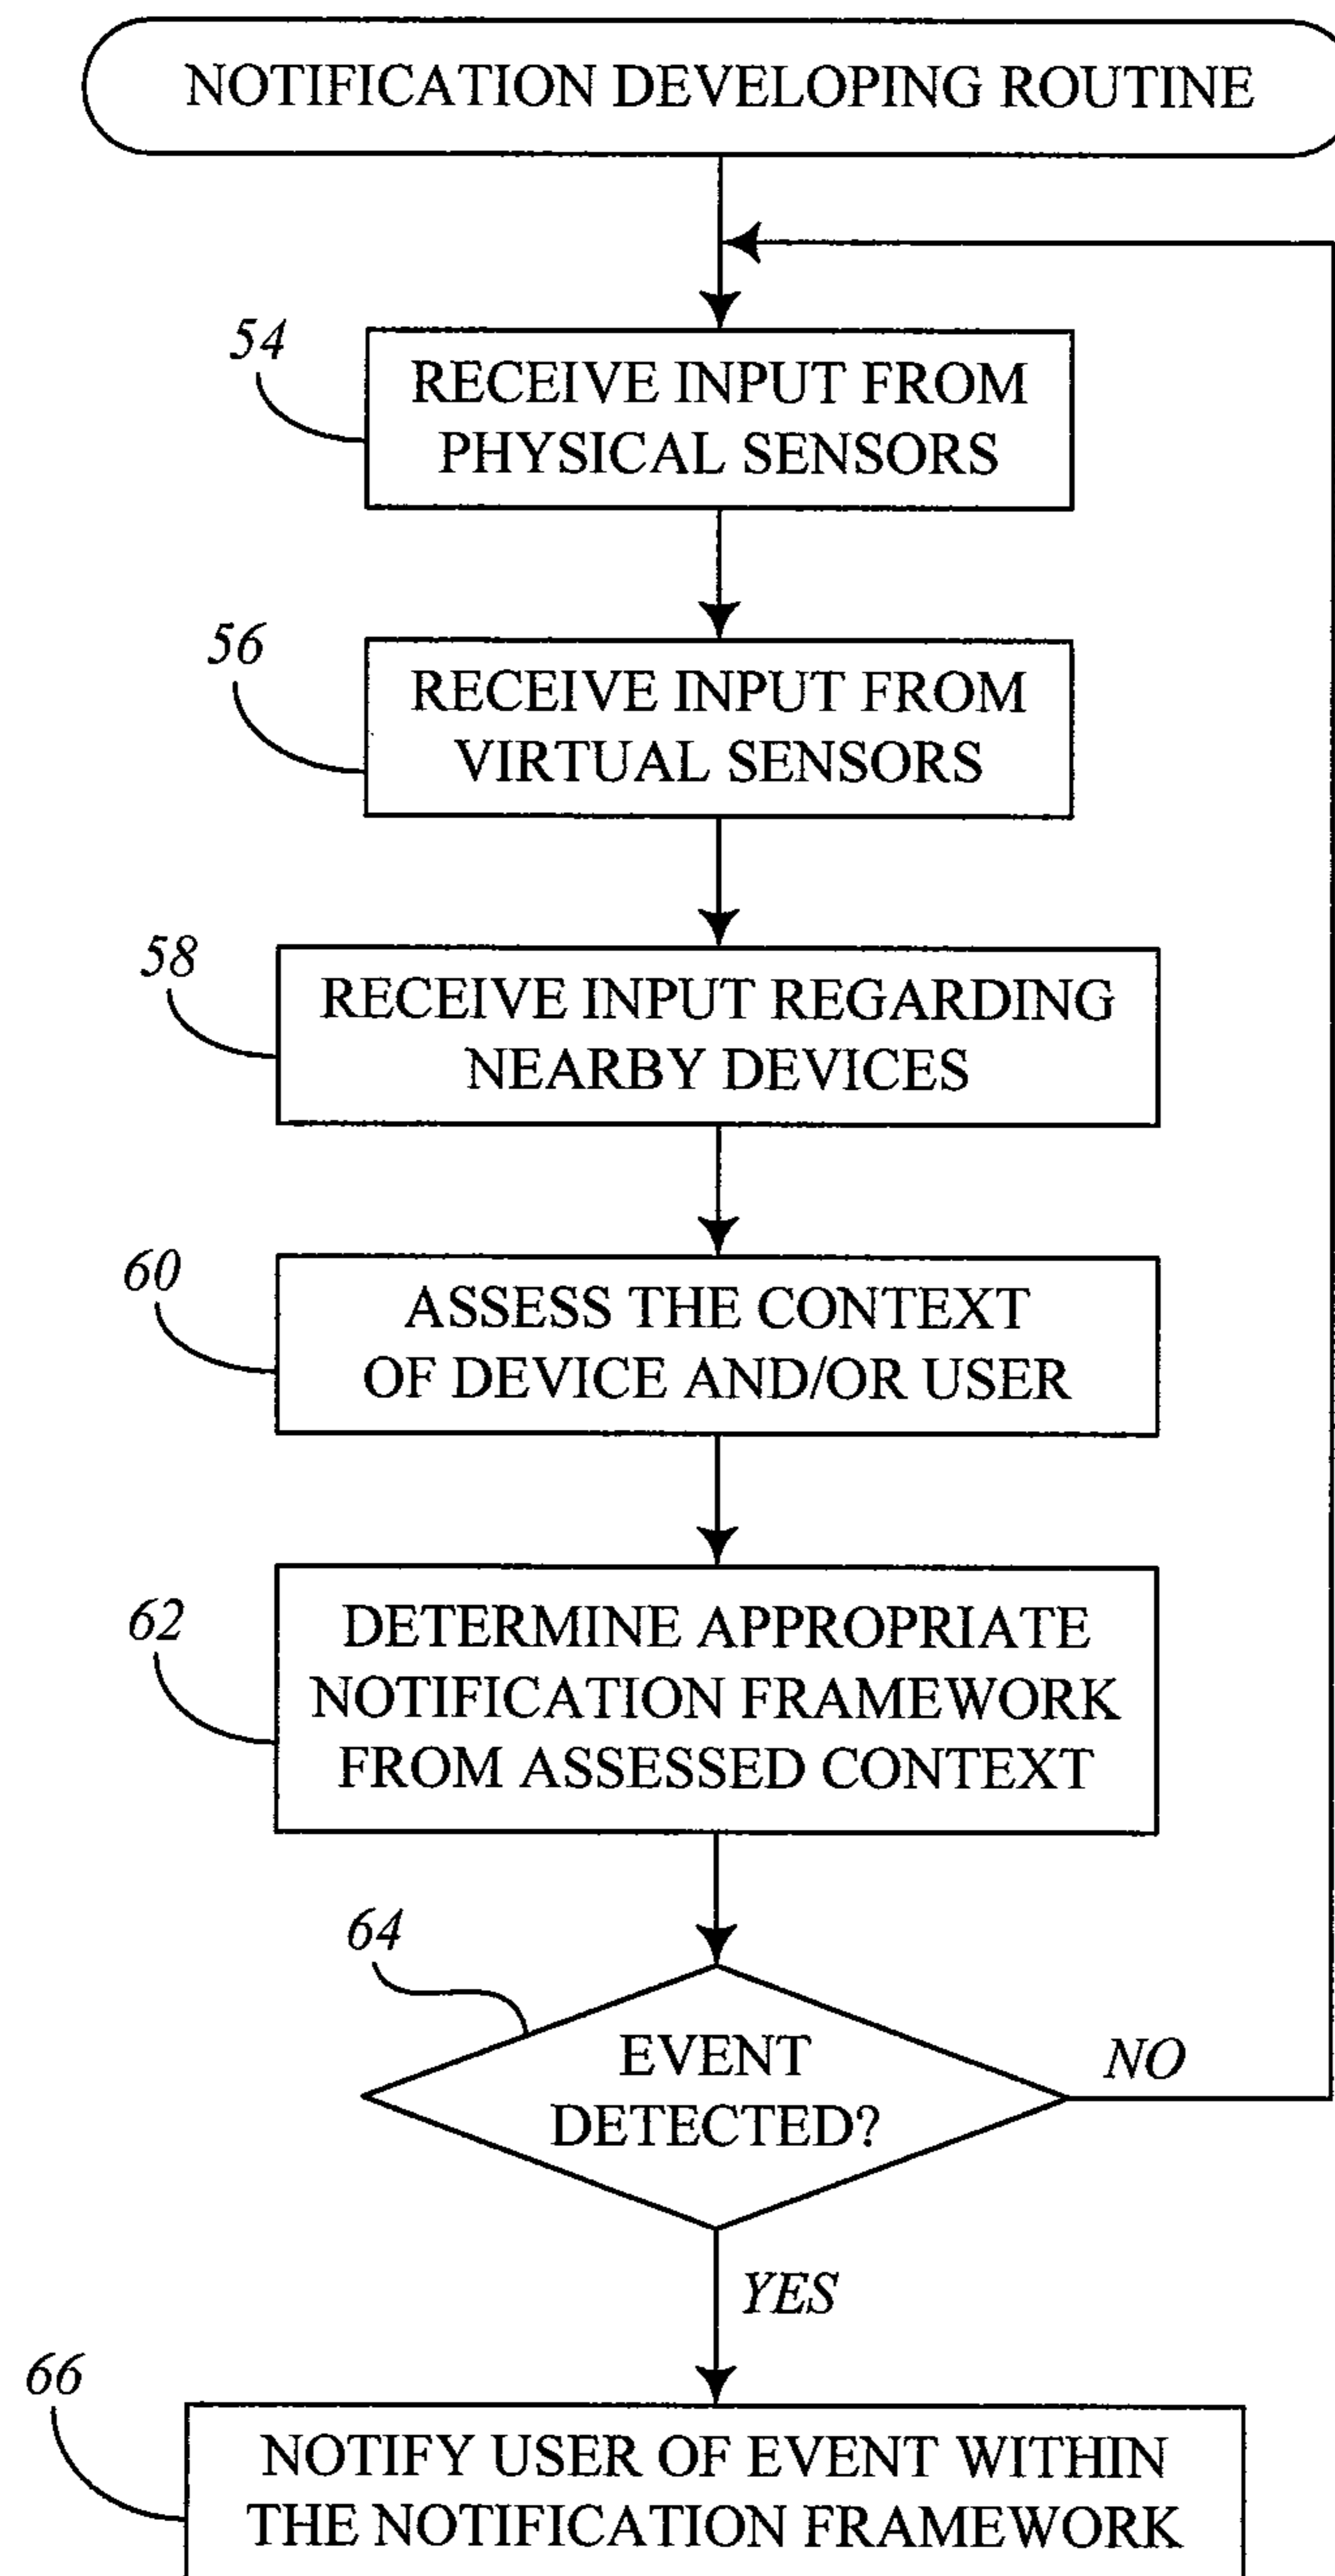 NOTIFICATION DEVELOPING ROUTINE
54
RECEIVE INPUT FROM
PHYSICAL SENSORS
56
RECEIVE INPUT FROM
VIRTUAL SENSORS
58
RECEIVE INPUT REGARDING
NEARBY DEVICES
60
ASSESS THE CONTEXT
OF DEVICE AND/OR USER
62
DETERMINE APPROPRIATE
NOTIFICATION FRAMEWORK
FROM ASSESSED CONTEXT
64
EVENT
DETECTED?
NO
YES
66
NOTIFY USER OF EVENT WITHIN
THE NOTIFICATION FRAMEWORK